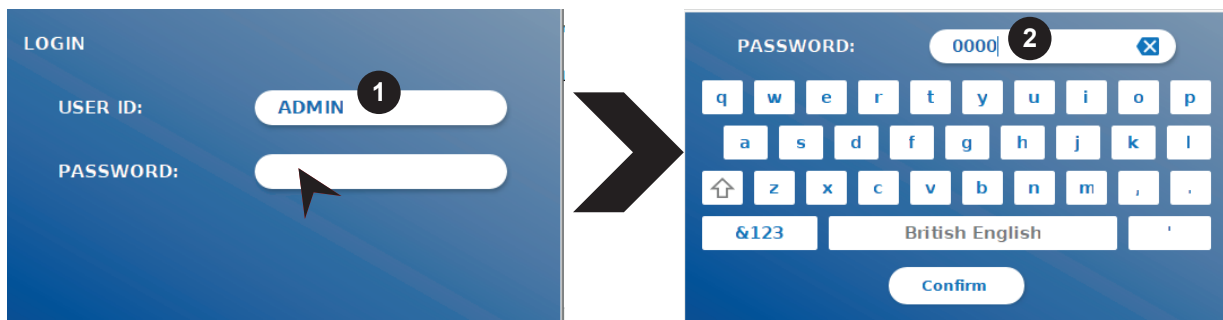 LOGIN
USER ID: ADMIN 1
PASSWORD:
PASSWORD: 0000 2
q w e r t y u i o p
a s d f g h j k l
z x c v b n m , .
&123 British English '
Confirm